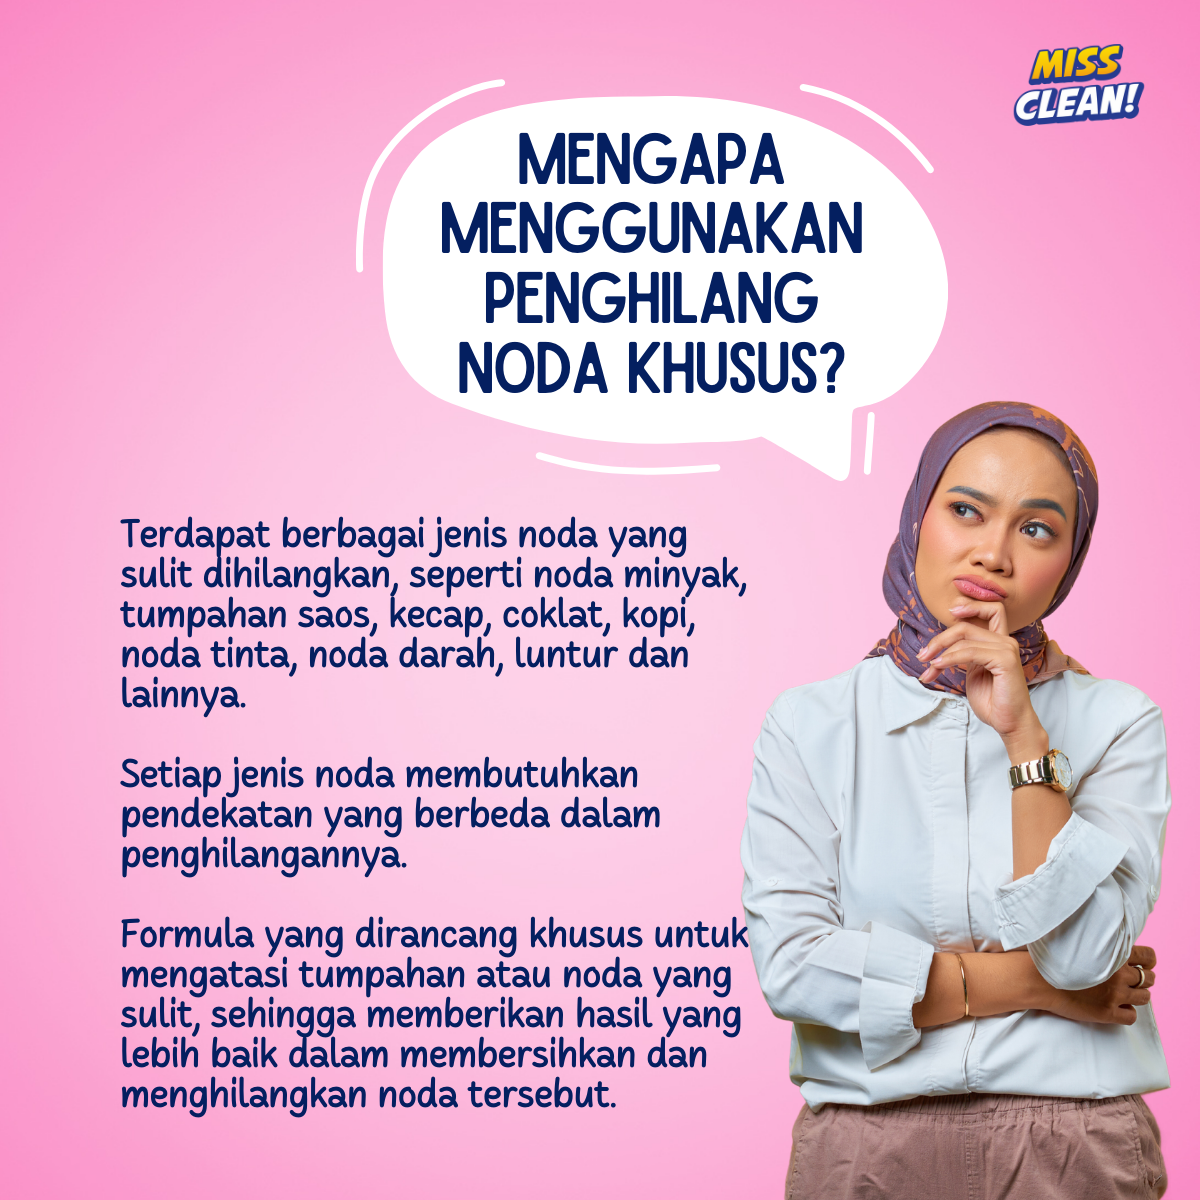 MISS
CLEAN!
MENGAPA
MENGGUNAKAN
PENGHILANG
NODA KHUSUS?
Terdapat berbagai jenis noda yang
sulit dihilangkan, seperti noda minyak,
tumpahan saos, kecap, coklat, kopi,
noda tinta, noda darah, luntur dan
lainnya.
Setiap jenis noda membutuhkan
pendekatan yang berbeda dalam
penghilangannya.
Formula yang dirancang khusus untuk
mengatasi tumpahan atau noda yang
sulit, sehingga memberikan hasil yang
lebih baik dalam membersihkan dan
menghilangkan noda tersebut.